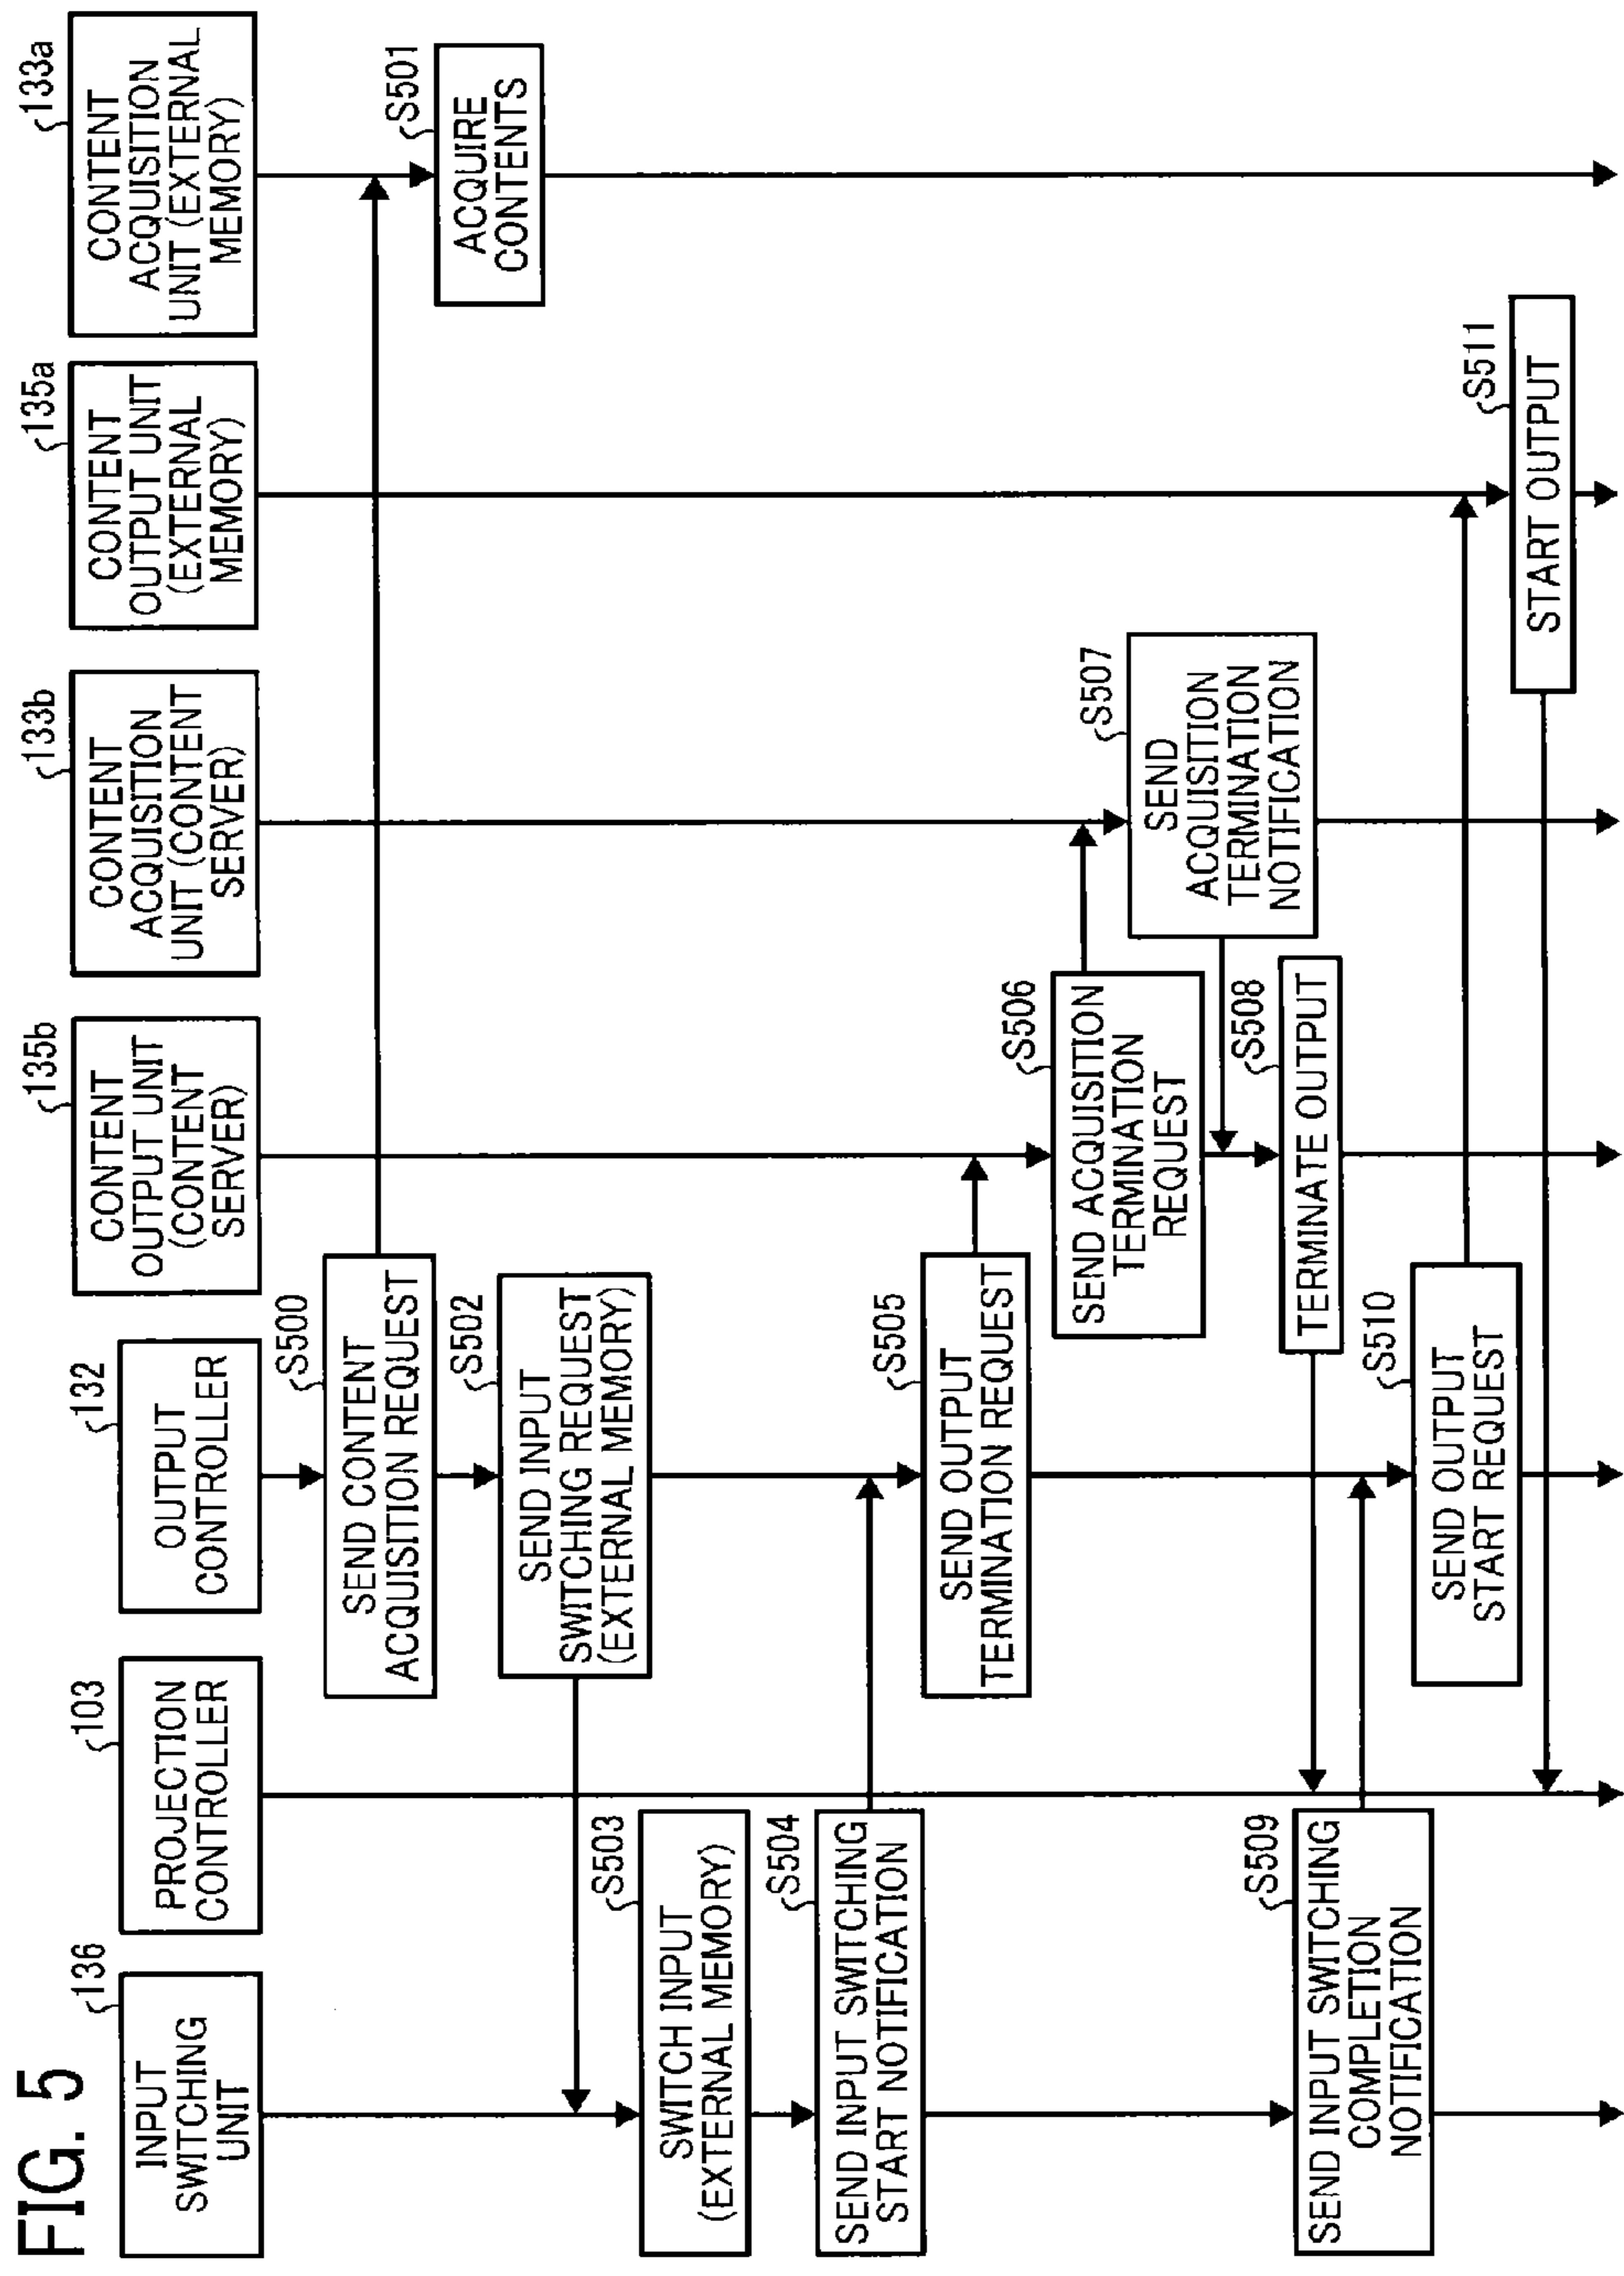 FIG. 5
136
INPUT
SWITCHING
UNIT
103
PROJECTION
CONTROLLER
132
OUTPUT
CONTROLLER
135b
CONTENT
OUTPUT UNIT
(CONTENT
SERVER)
133b
CONTENT
ACQUISITION
UNIT (CONTENT
SERVER)
135a
CONTENT
OUTPUT UNIT
(EXTERNAL
MEMORY)
133a
CONTENT
ACQUISITION
UNIT (EXTERNAL
MEMORY)
S500
SEND CONTENT
ACQUISITION REQUEST
S501
ACQUIRE
CONTENTS
S502
SEND INPUT
SWITCHING REQUEST
(EXTERNAL MEMORY)
S503
SWITCH INPUT
(EXTERNAL MEMORY)
S504
SEND INPUT SWITCHING
START NOTIFICATION
S505
SEND OUTPUT
TERMINATION REQUEST
S506
SEND ACQUISITION
TERMINATION
REQUEST
S507
SEND
ACQUISITION
TERMINATION
NOTIFICATION
S508
TERMINATE OUTPUT
S509
SEND INPUT SWITCHING
COMPLETION
NOTIFICATION
S510
SEND OUTPUT
START REQUEST
S511
START OUTPUT